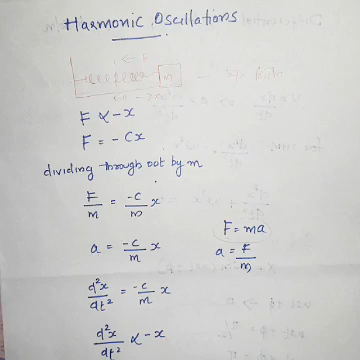 Harmonic Oscillations
← F
m
F ∝ -x
F = -Cx
dividing through out by m
F/m = -C/m x
F = ma
a = -C/m x
a = F/m
d²x/dt² = -C/m x
d²x/dt² ∝ -x